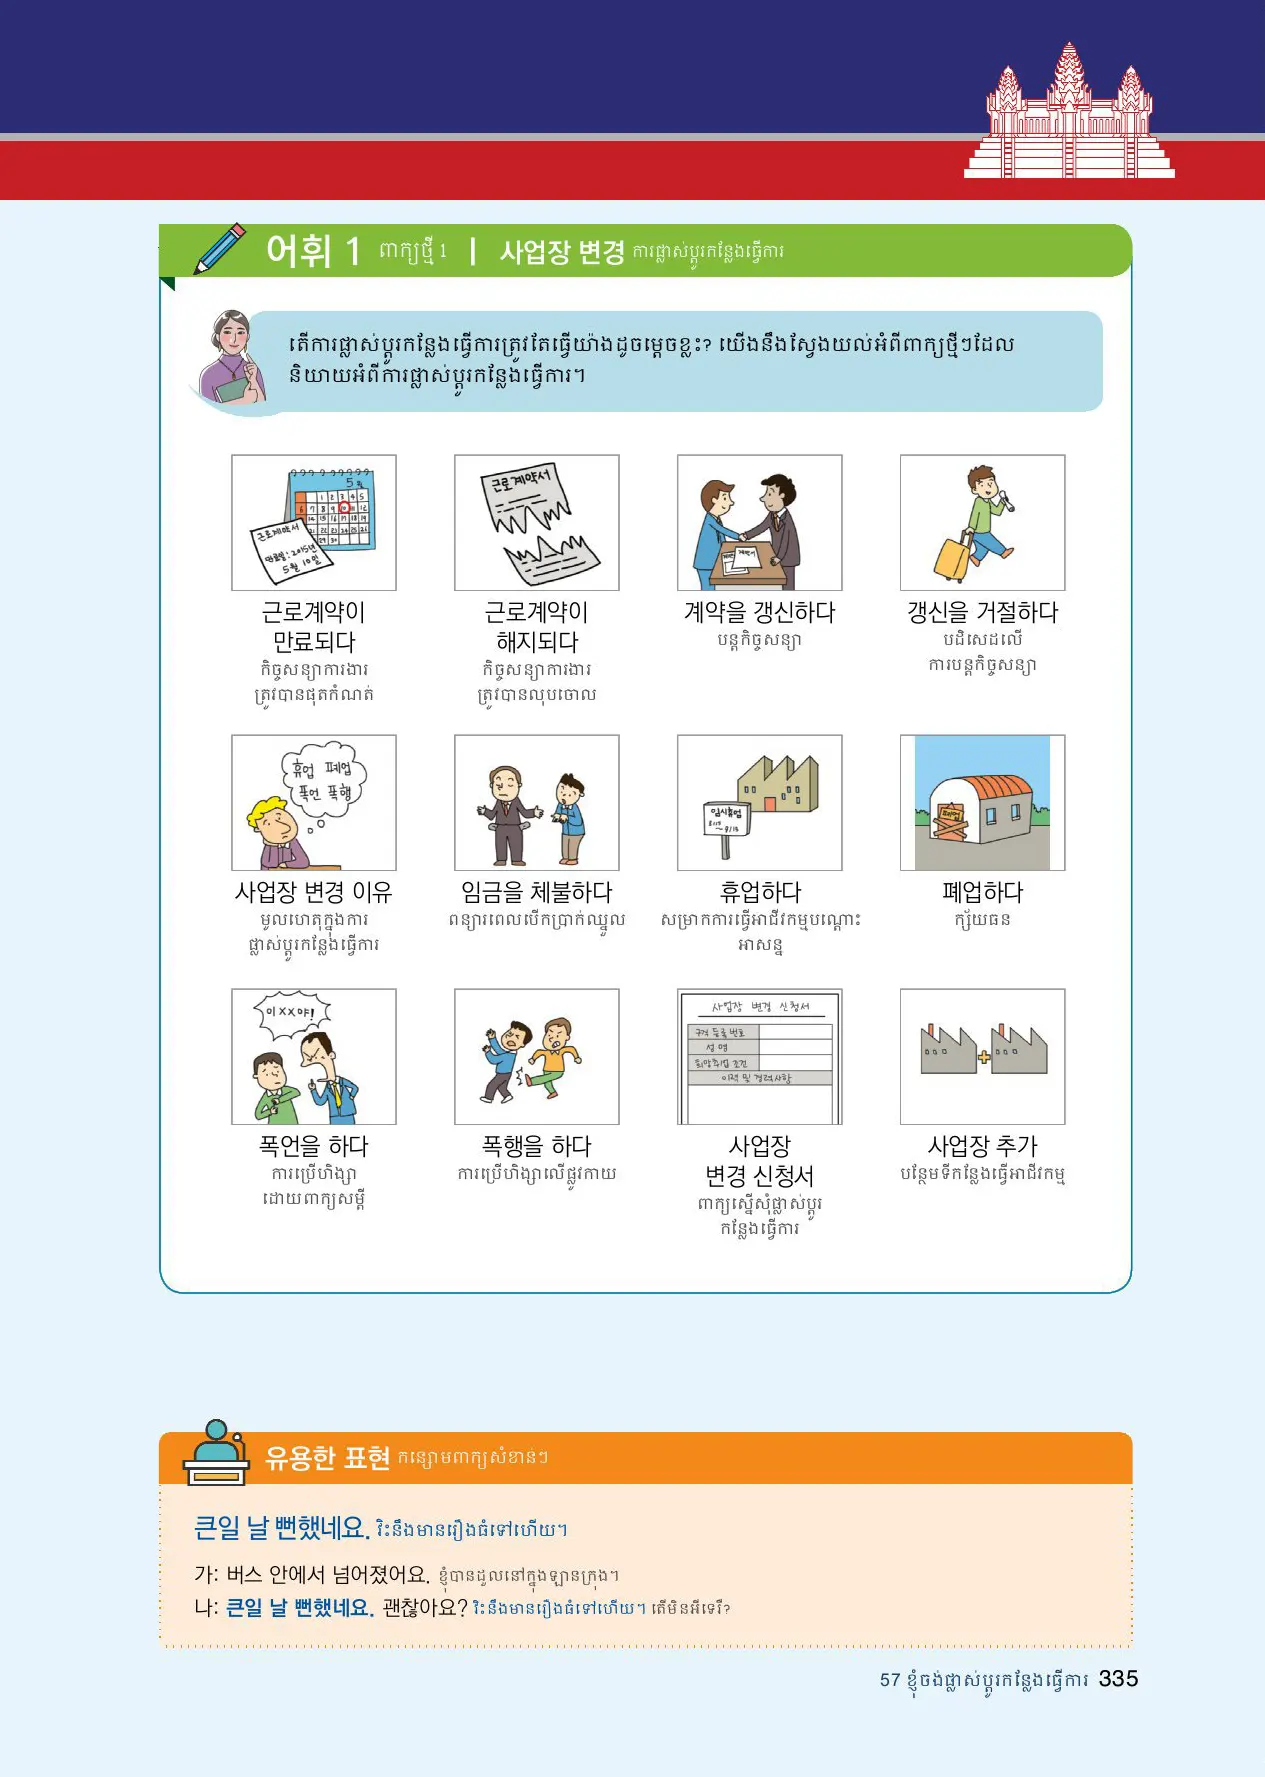 어휘 1 ពាក្យថ្មី 1 | 사업장 변경 ការផ្លាស់ប្តូរកន្លែងធ្វើការ
តើការផ្លាស់ប្តូរកន្លែងធ្វើការត្រូវតែធ្វើយ៉ាងដូចម្តេចខ្លះ? យើងនឹងស្វែងយល់អំពីពាក្យថ្មីៗដែល
និយាយអំពីការផ្លាស់ប្តូរកន្លែងធ្វើការ។
5월
근로계약서
만료일: 2015년
5월 10일
근로계약서
근로계약이
만료되다
កិច្ចសន្យាការងារ
ត្រូវបានផុតកំណត់
근로계약이
해지되다
កិច្ចសន្យាការងារ
ត្រូវបានលុបចោល
계약을 갱신하다
បន្តកិច្ចសន្យា
갱신을 거절하다
បដិសេដលើ
ការបន្តកិច្ចសន្យា
휴업 폐업
폭언 폭행
임시휴업
8/15
~9/15
폐업
사업장 변경 이유
មូលហេតុក្នុងការ
ផ្លាស់ប្តូរកន្លែងធ្វើការ
임금을 체불하다
ពន្យារពេលបើកប្រាក់ឈ្នួល
휴업하다
សម្រាកការធ្វើអាជីវកម្មបណ្តោះ
អាសន្ន
폐업하다
ក្ស័យធន
이 XX야!
사업장 변경 신청서
구직 등록 번호
성 명
희망취업 조건
이력 및 경력사항
폭언을 하다
ការប្រើហិង្សា
ដោយពាក្យសម្តី
폭행을 하다
ការប្រើហិង្សាលើផ្លូវកាយ
사업장
변경 신청서
ពាក្យស្នើសុំផ្លាស់ប្តូរ
កន្លែងធ្វើការ
사업장 추가
បន្ថែមទីកន្លែងធ្វើអាជីវកម្ម
유용한 표현 កន្សោមពាក្យសំខាន់ៗ
큰일 날 뻔했네요. វិះនឹងមានរឿងធំទៅហើយ។
가: 버스 안에서 넘어졌어요. ខ្ញុំបានដួលនៅក្នុងឡានក្រុង។
나: 큰일 날 뻔했네요. 괜찮아요? វិះនឹងមានរឿងធំទៅហើយ។ តើមិនអីទេរឺ?
57 ខ្ញុំចង់ផ្លាស់ប្តូរកន្លែងធ្វើការ 335